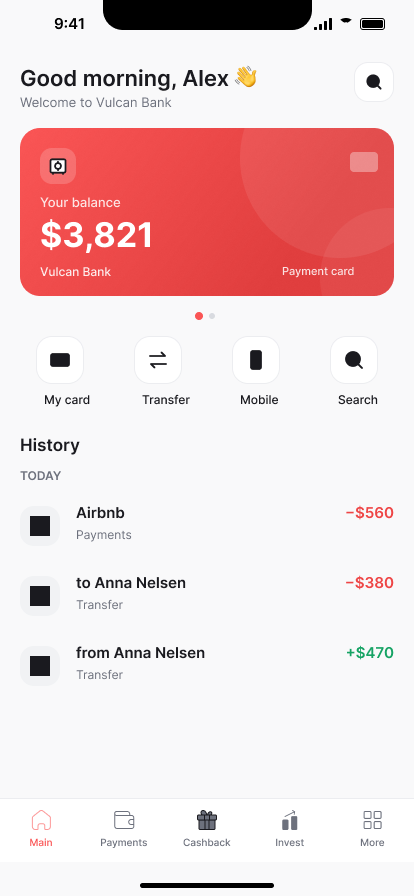 9:41
Good morning, Alex 👋
Welcome to Vulcan Bank
Your balance
$3,821
Vulcan Bank
Payment card
My card
Transfer
Mobile
Search
History
TODAY
Airbnb
−$560
Payments
to Anna Nelsen
−$380
Transfer
from Anna Nelsen
+$470
Transfer
Main
Payments
Cashback
Invest
More